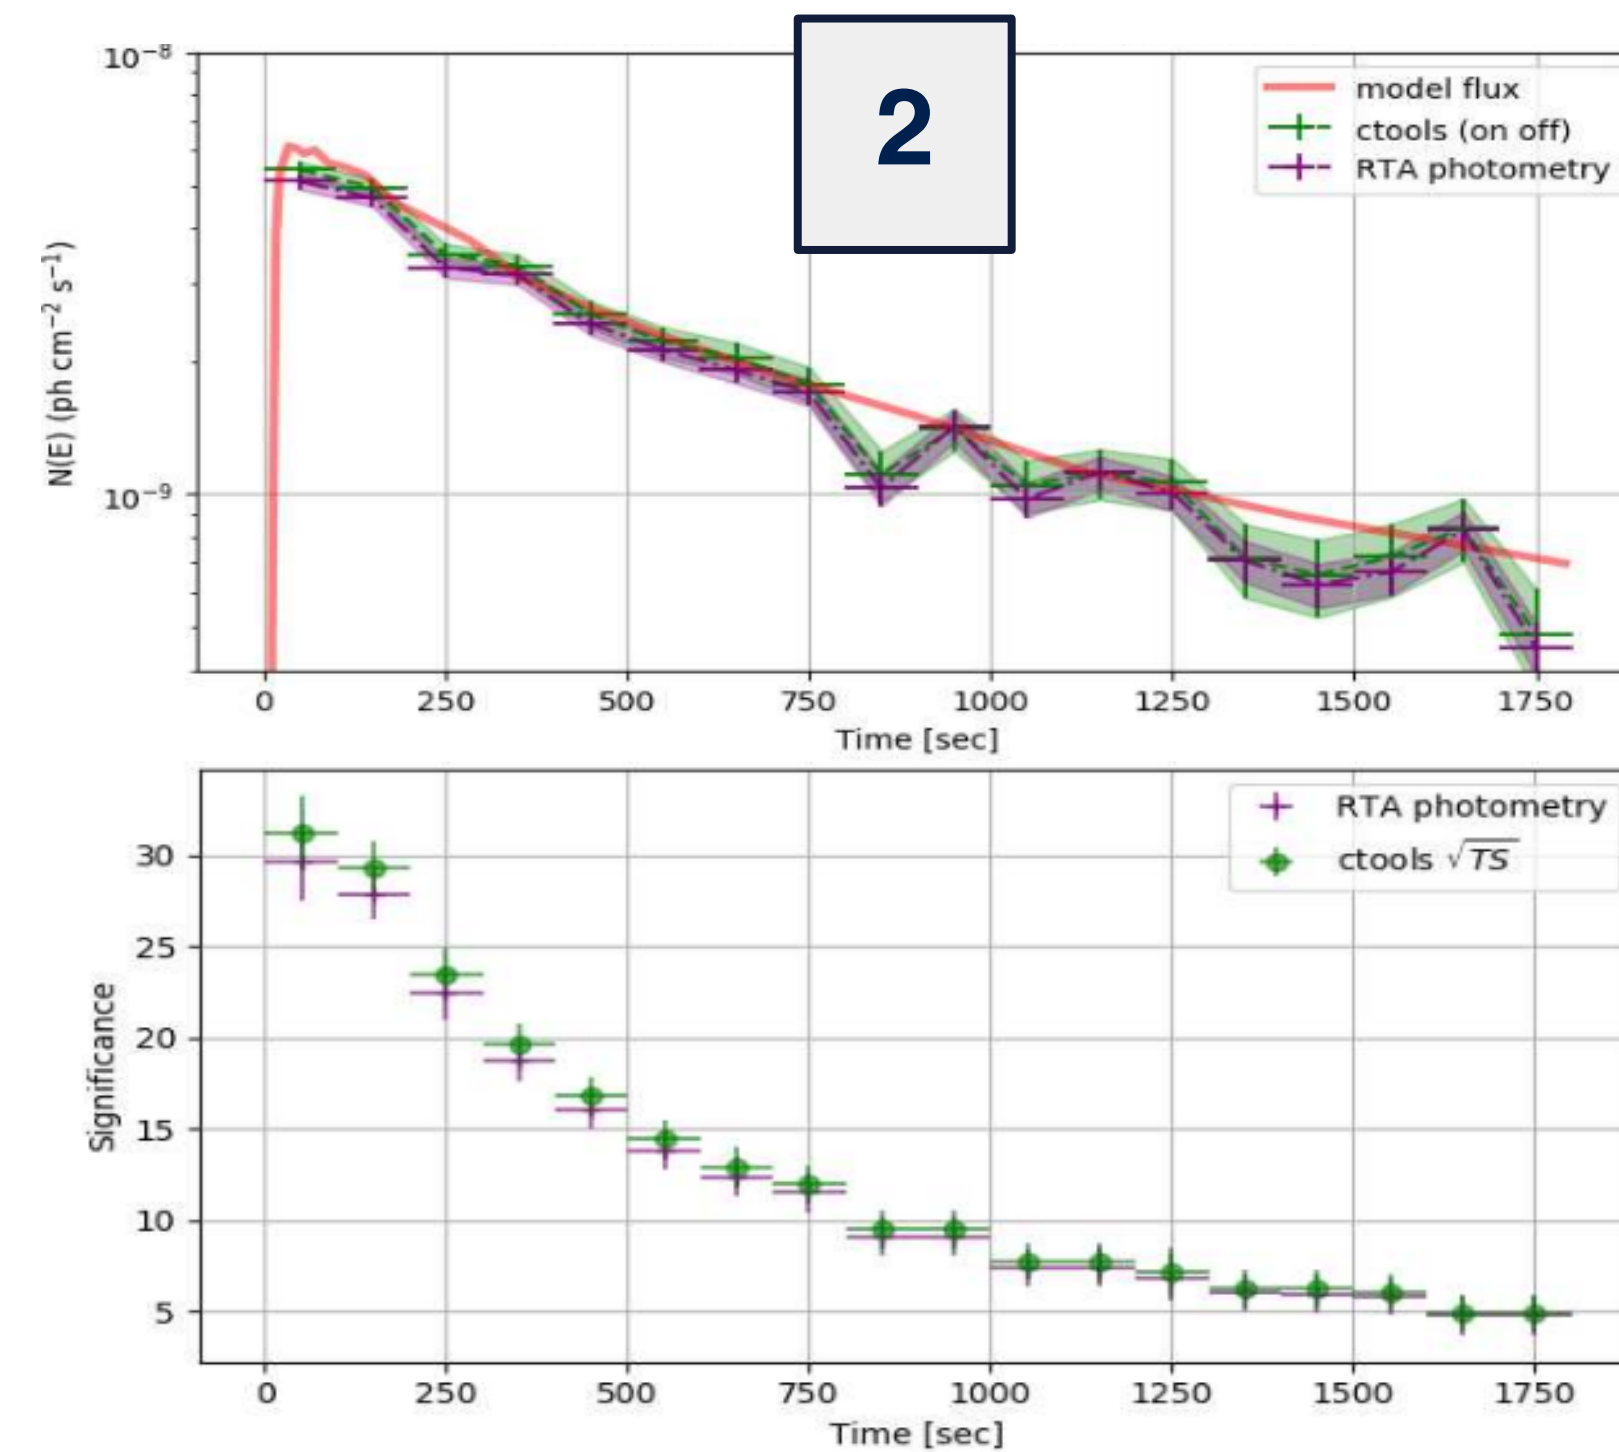 2
10⁻⁸
10⁻⁹
N(E) (ph cm⁻² s⁻¹)
model flux
ctools (on off)
RTA photometry
0 250 500 750 1000 1250 1500 1750
Time [sec]
30
25
20
15
10
5
Significance
RTA photometry
ctools √TS
0 250 500 750 1000 1250 1500 1750
Time [sec]